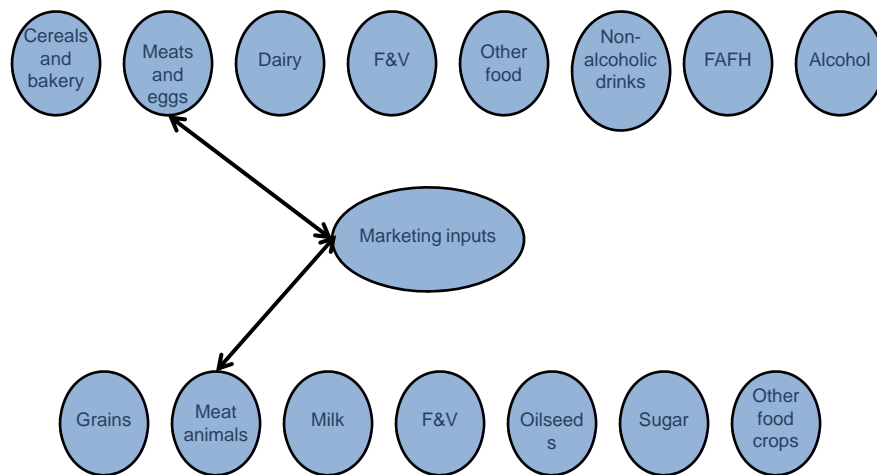 Cereals
and
bakery
Meats
and
eggs
Dairy
F&V
Other
food
Non-
alcoholic
drinks
FAFH
Alcohol
Marketing inputs
Grains
Meat
animals
Milk
F&V
Oilseed
s
Sugar
Other
food
crops